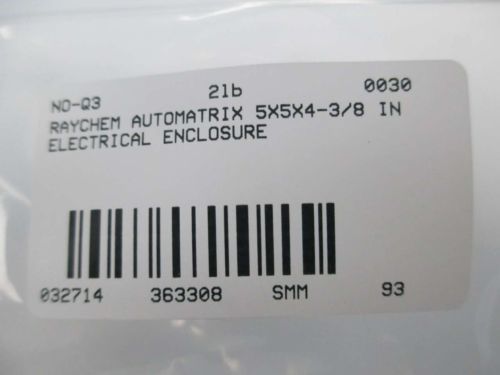 NO-Q3 2lb 0030
RAYCHEM AUTOMATRIX 5X5X4-3/8 IN
ELECTRICAL ENCLOSURE
032714 363308 SMM 93